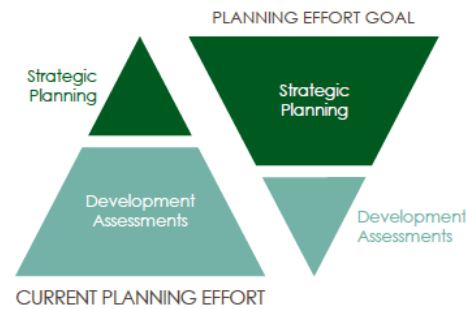 PLANNING EFFORT GOAL
Strategic
Planning
Strategic
Planning
Development
Assessments
Development
Assessments
CURRENT PLANNING EFFORT